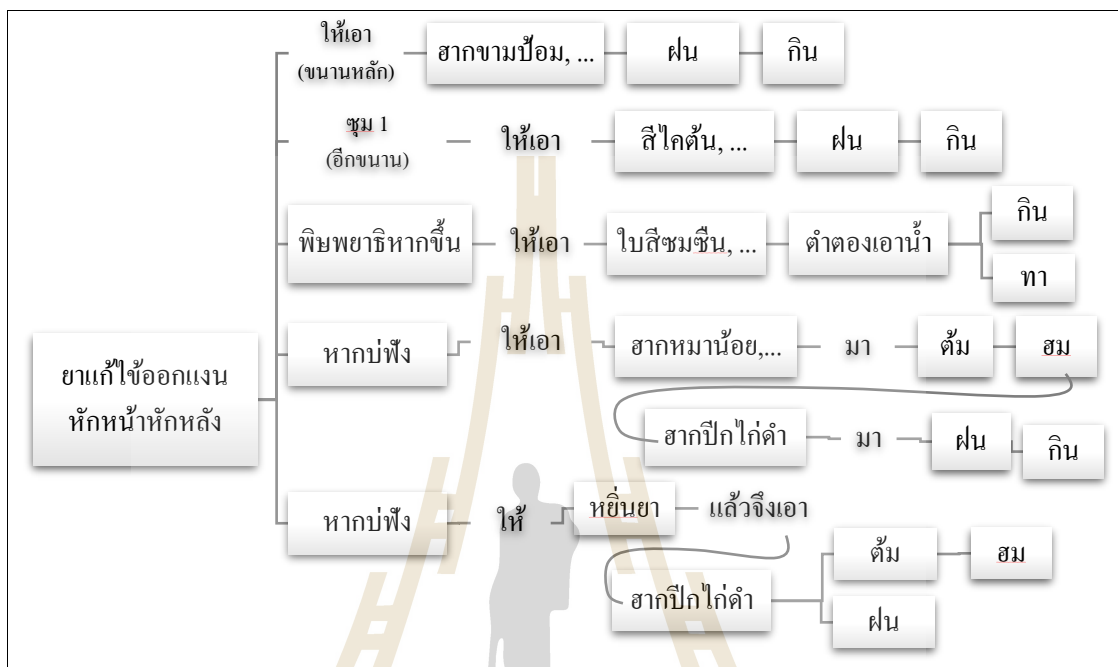 ให้เอา
(ขนานหลัก)
ฮากขามป้อม, ...
ฝน
กิน
ซุม 1
(อีกขนาน)
ให้เอา
สีไคต้น, ...
ฝน
กิน
พิษพยาธิหากขึ้น
ให้เอา
ใบสีซมซืน, ...
ตำตองเอาน้ำ
กิน
ทา
ยาแก้ไข้ออกแงน
หักหน้าหักหลัง
หากบ่ฟัง
ให้เอา
ฮากหมาน้อย,...
มา
ต้ม
ฮม
ฮากปีกไก่ดำ
มา
ฝน
กิน
หากบ่ฟัง
ให้
หยิ่นยา
แล้วจึงเอา
ฮากปีกไก่ดำ
ต้ม
ฮม
ฝน